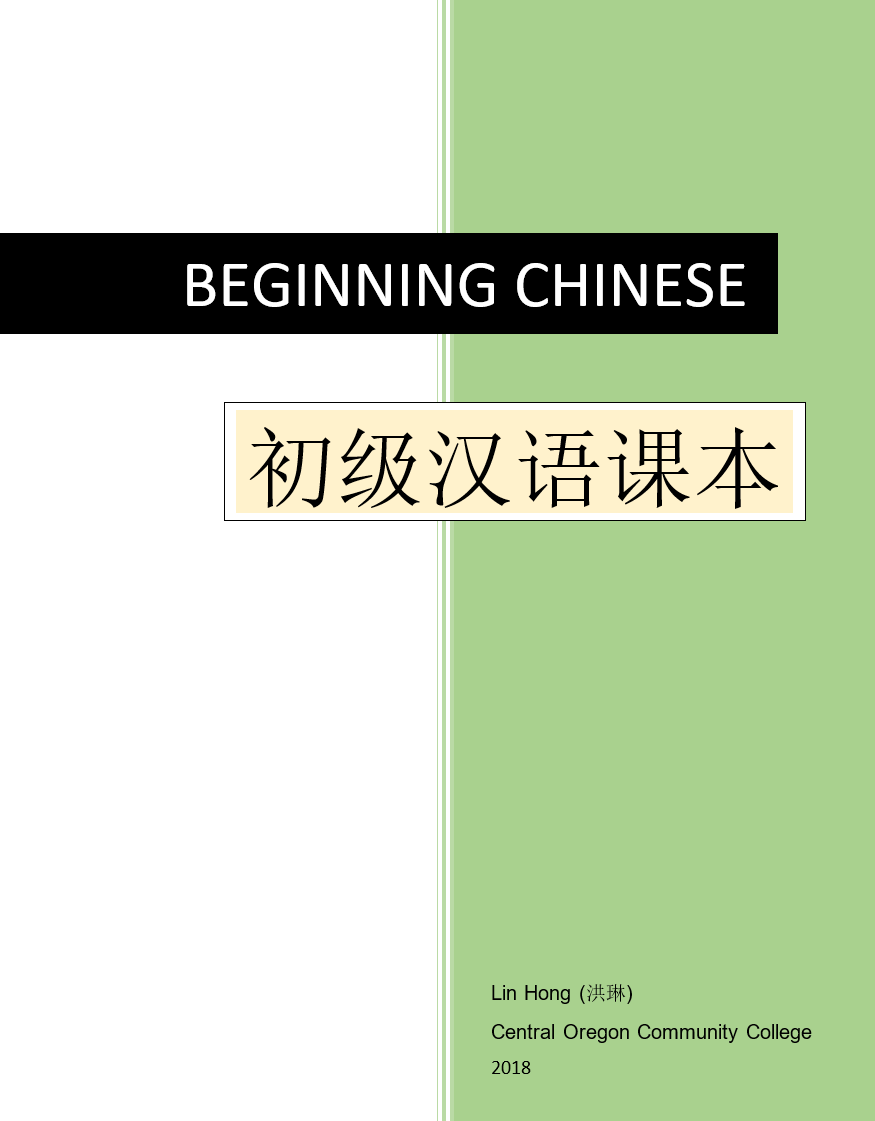 BEGINNING CHINESE
初级汉语课本
Lin Hong (洪琳)
Central Oregon Community College
2018